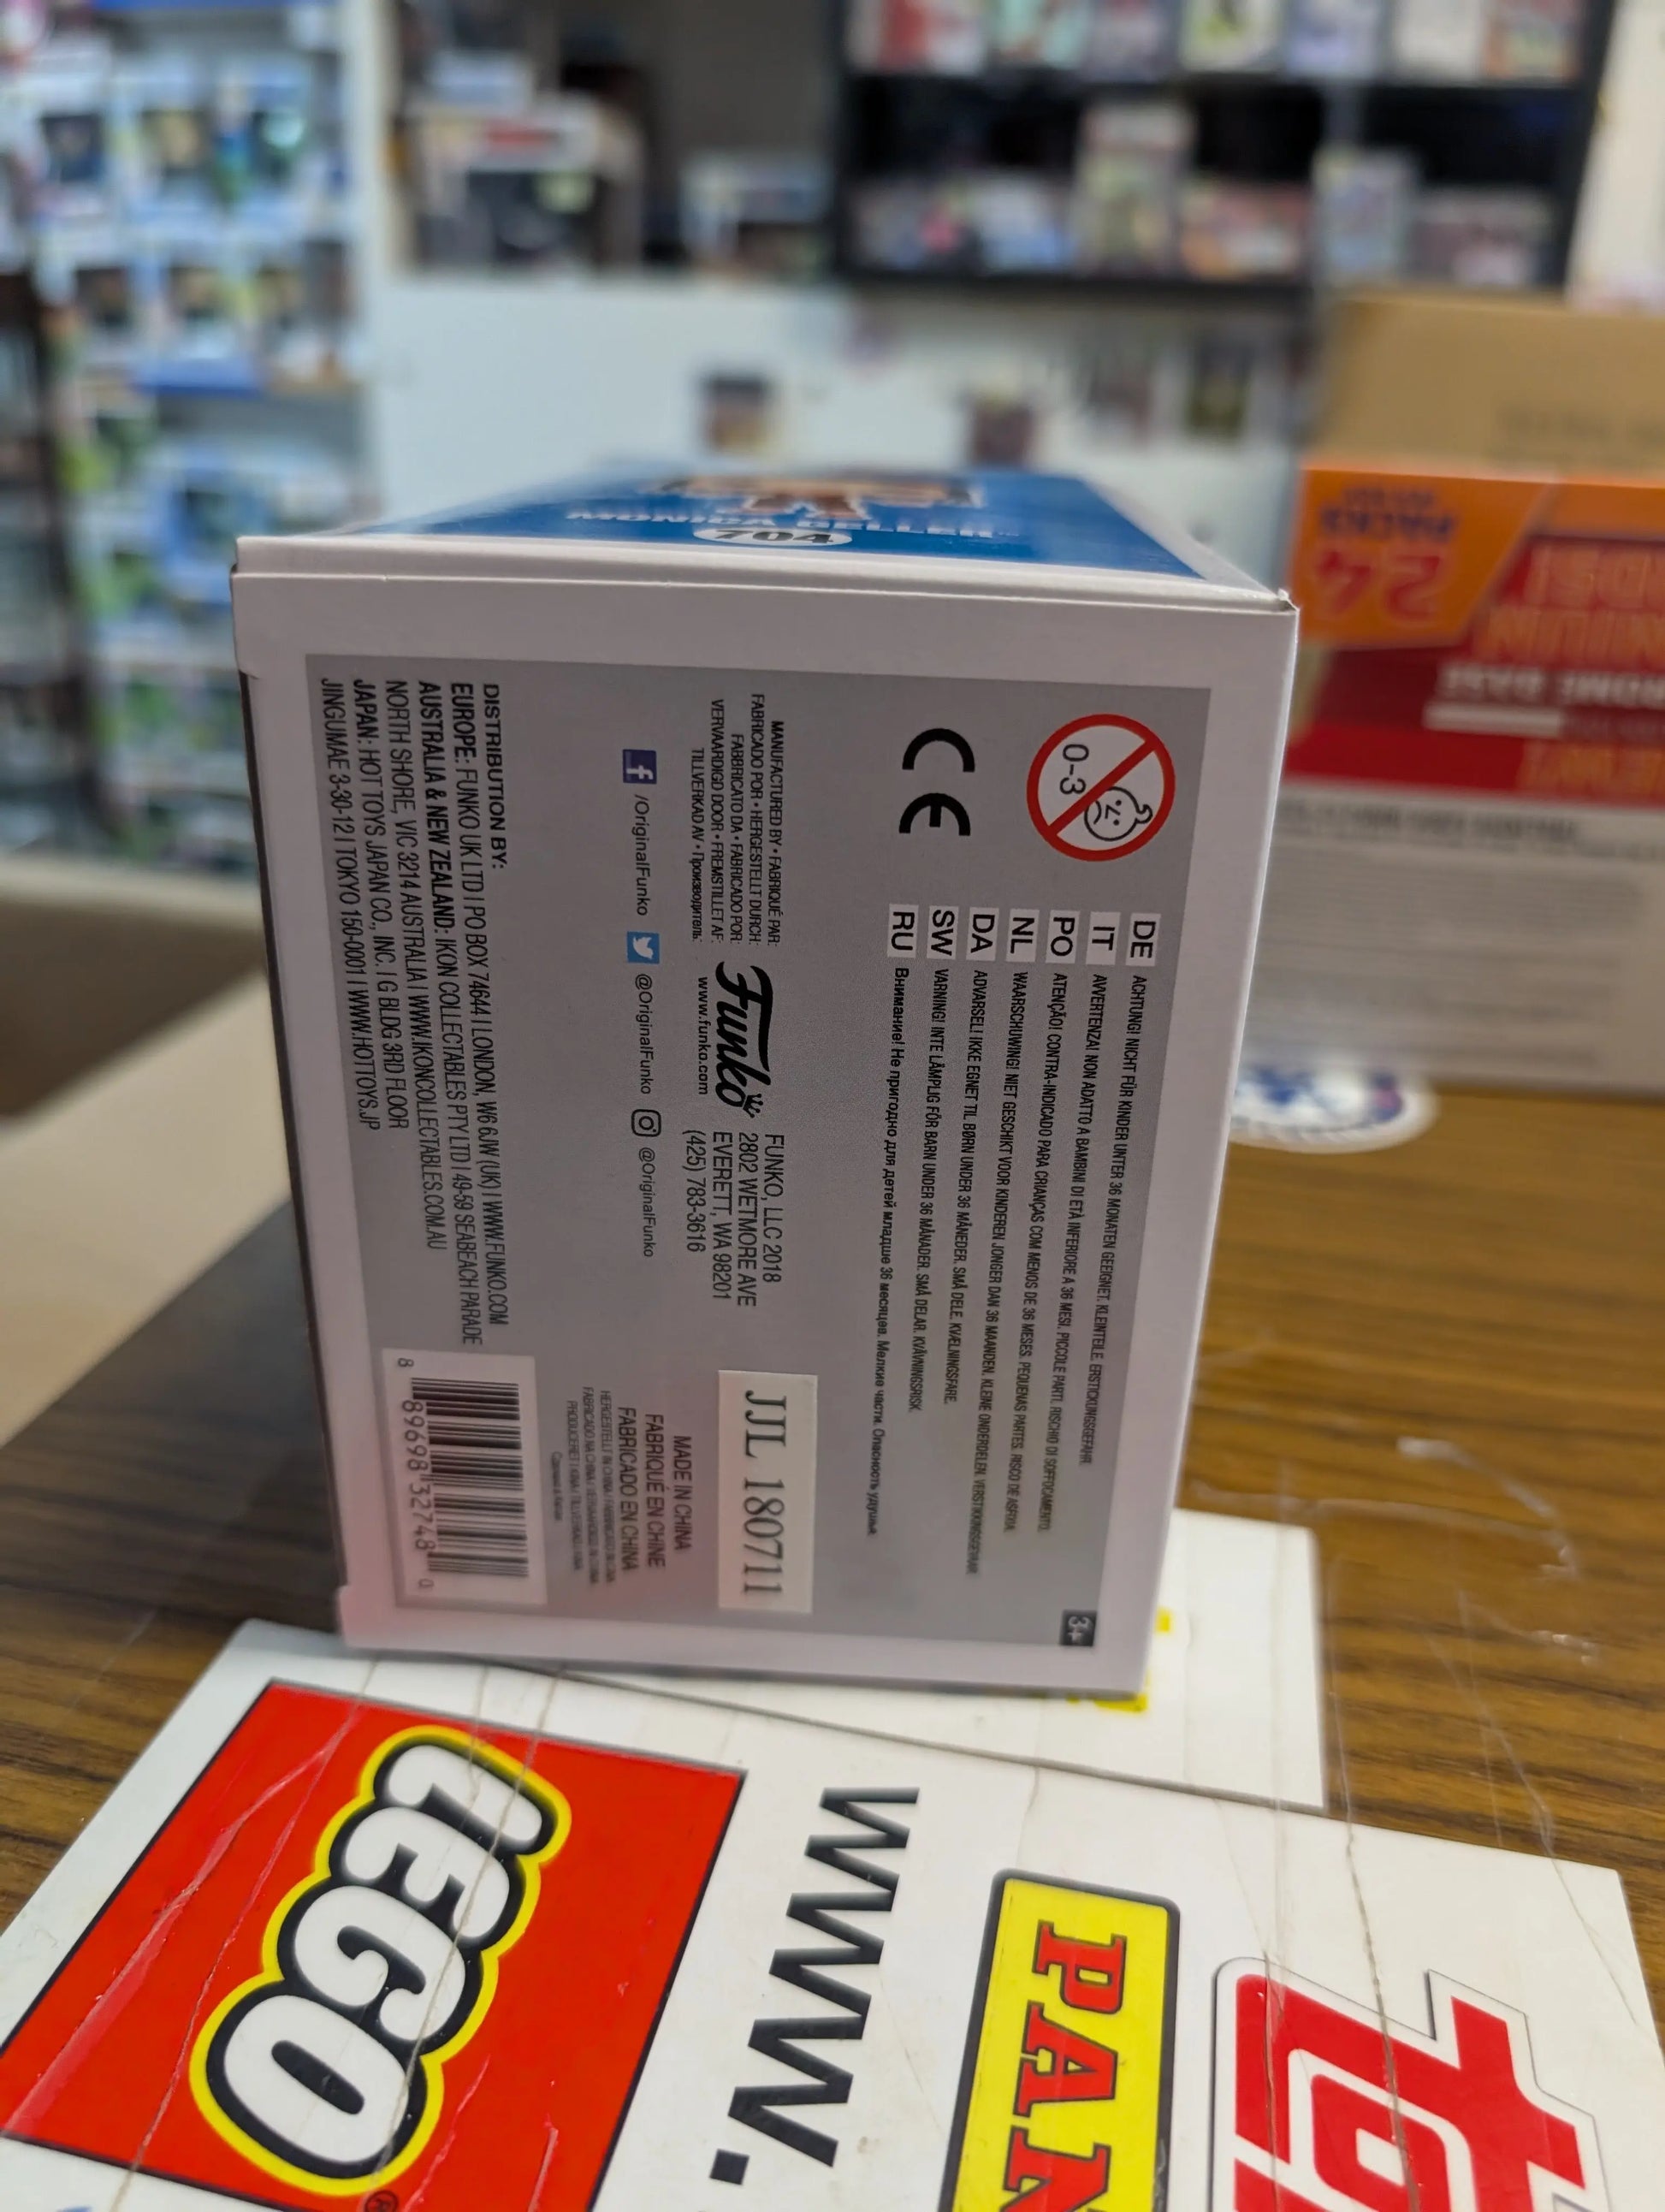 MONICA GELLER
704
0-3
CE
DE ACHTUNG! NICHT FÜR KINDER UNTER 36 MONATEN GEEIGNET. KLEINTEILE. ERSTICKUNGSGEFAHR.
IT AVVERTENZA! NON ADATTO A BAMBINI DI ETÀ INFERIORE A 36 MESI. PICCOLE PARTI. RISCHIO DI SOFFOCAMENTO.
PO ATENÇÃO! CONTRA-INDICADO PARA CRIANÇAS COM MENOS DE 36 MESES. PEQUENAS PARTES. RISCO DE ASFIXIA.
NL WAARSCHUWING! NIET GESCHIKT VOOR KINDEREN JONGER DAN 36 MAANDEN. KLEINE ONDERDELEN. VERSTIKKINGSGEVAAR.
DA ADVARSEL! IKKE EGNET TIL BØRN UNDER 36 MÅNEDER. SMÅ DELE. KVÆLNINGSFARE.
SW VARNING! INTE LÄMPLIG FÖR BARN UNDER 36 MÅNADER. SMÅ DELAR. KVÄVNINGSRISK.
RU Внимание! Не пригодно для детей младше 36 месяцев. Мелкие части. Опасность удушья.
3+
MANUFACTURED BY • FABRIQUÉ PAR:
FABRICADO POR • HERGESTELLT DURCH:
FABBRICATO DA • FABRICADO POR:
VERVAARDIGD DOOR • FREMSTILLET AF:
TILLVERKAD AV • Производитель:
Funko
www.funko.com
FUNKO, LLC 2018
2802 WETMORE AVE
EVERETT, WA 98201
(425) 783-3616
JJL 180711
/OriginalFunko @OriginalFunko @OriginalFunko
MADE IN CHINA
FABRIQUÉ EN CHINE
FABRICADO EN CHINA
DISTRIBUTION BY:
EUROPE: FUNKO UK LTD | PO BOX 74644 | LONDON, W6 6JW (UK) | WWW.FUNKO.COM
AUSTRALIA & NEW ZEALAND: IKON COLLECTABLES PTY LTD | 49-59 SEABEACH PARADE
NORTH SHORE, VIC 3214 AUSTRALIA | WWW.IKONCOLLECTABLES.COM.AU
JAPAN: HOT TOYS JAPAN CO., INC. | G BLDG 3RD FLOOR
JINGUMAE 3-30-12 | TOKYO 150-0001 | WWW.HOTTOYS.JP
8 89698 32748 0
24
PACKS
LEGO
www.
PAN